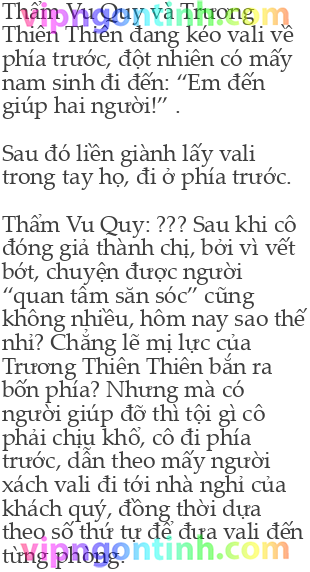 Thẩm Vu Quy và Trương
Thiên Thiên đang kéo vali về
phía trước, đột nhiên có mấy
nam sinh đi đến: “Em đến
giúp hai người!” .
Sau đó liền giành lấy vali
trong tay họ, đi ở phía trước.
Thẩm Vu Quy: ??? Sau khi cô
đóng giả thành chị, bởi vì vết
bớt, chuyện được người
“quan tâm săn sóc” cũng
không nhiều, hôm nay sao thế
nhỉ? Chẳng lẽ mị lực của
Trương Thiên Thiên bắn ra
bốn phía? Nhưng mà có
người giúp đỡ thì tội gì cô
phải chịu khổ, cô đi phía
trước, dẫn theo mấy người
xách vali đi tới nhà nghỉ của
khách quý, đồng thời dựa
theo số thứ tự để đưa vali đến
từng phòng.
vipngontinh.com
vipngontinh.com